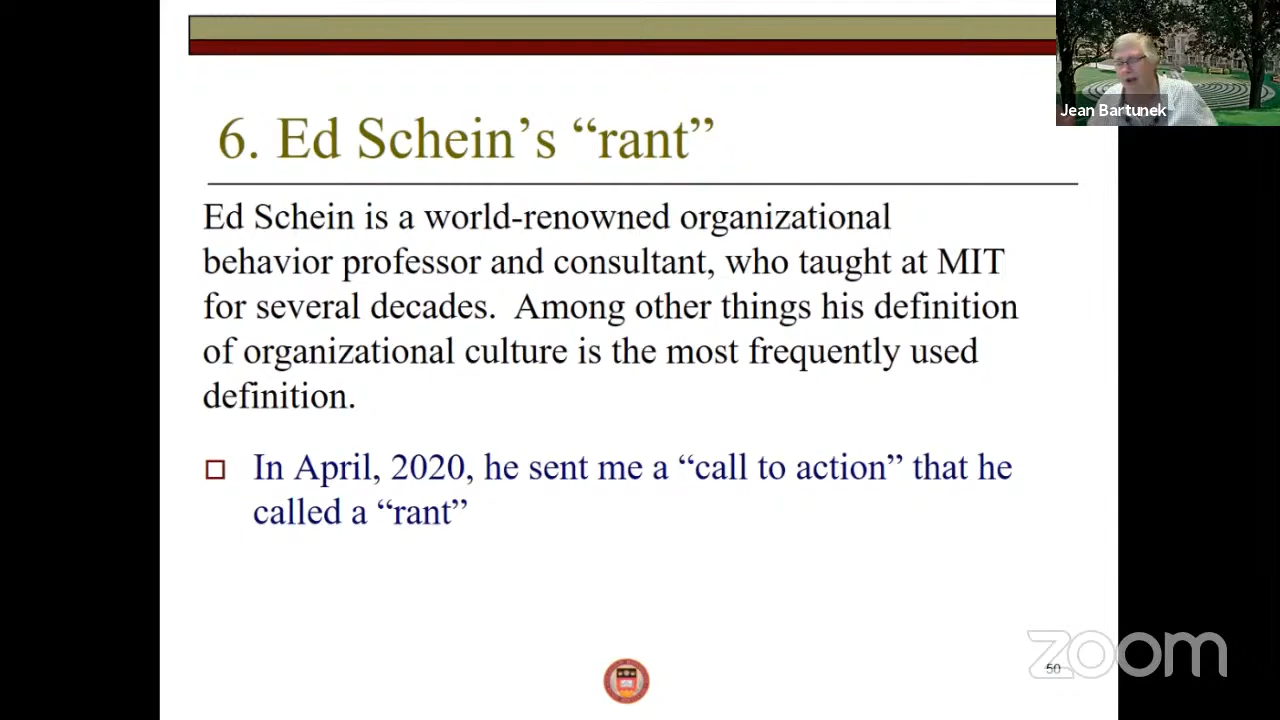 Jean Bartunek
6. Ed Schein’s “rant”
Ed Schein is a world-renowned organizational
behavior professor and consultant, who taught at MIT
for several decades.  Among other things his definition
of organizational culture is the most frequently used
definition.
In April, 2020, he sent me a “call to action” that he
called a “rant”
50
zoom